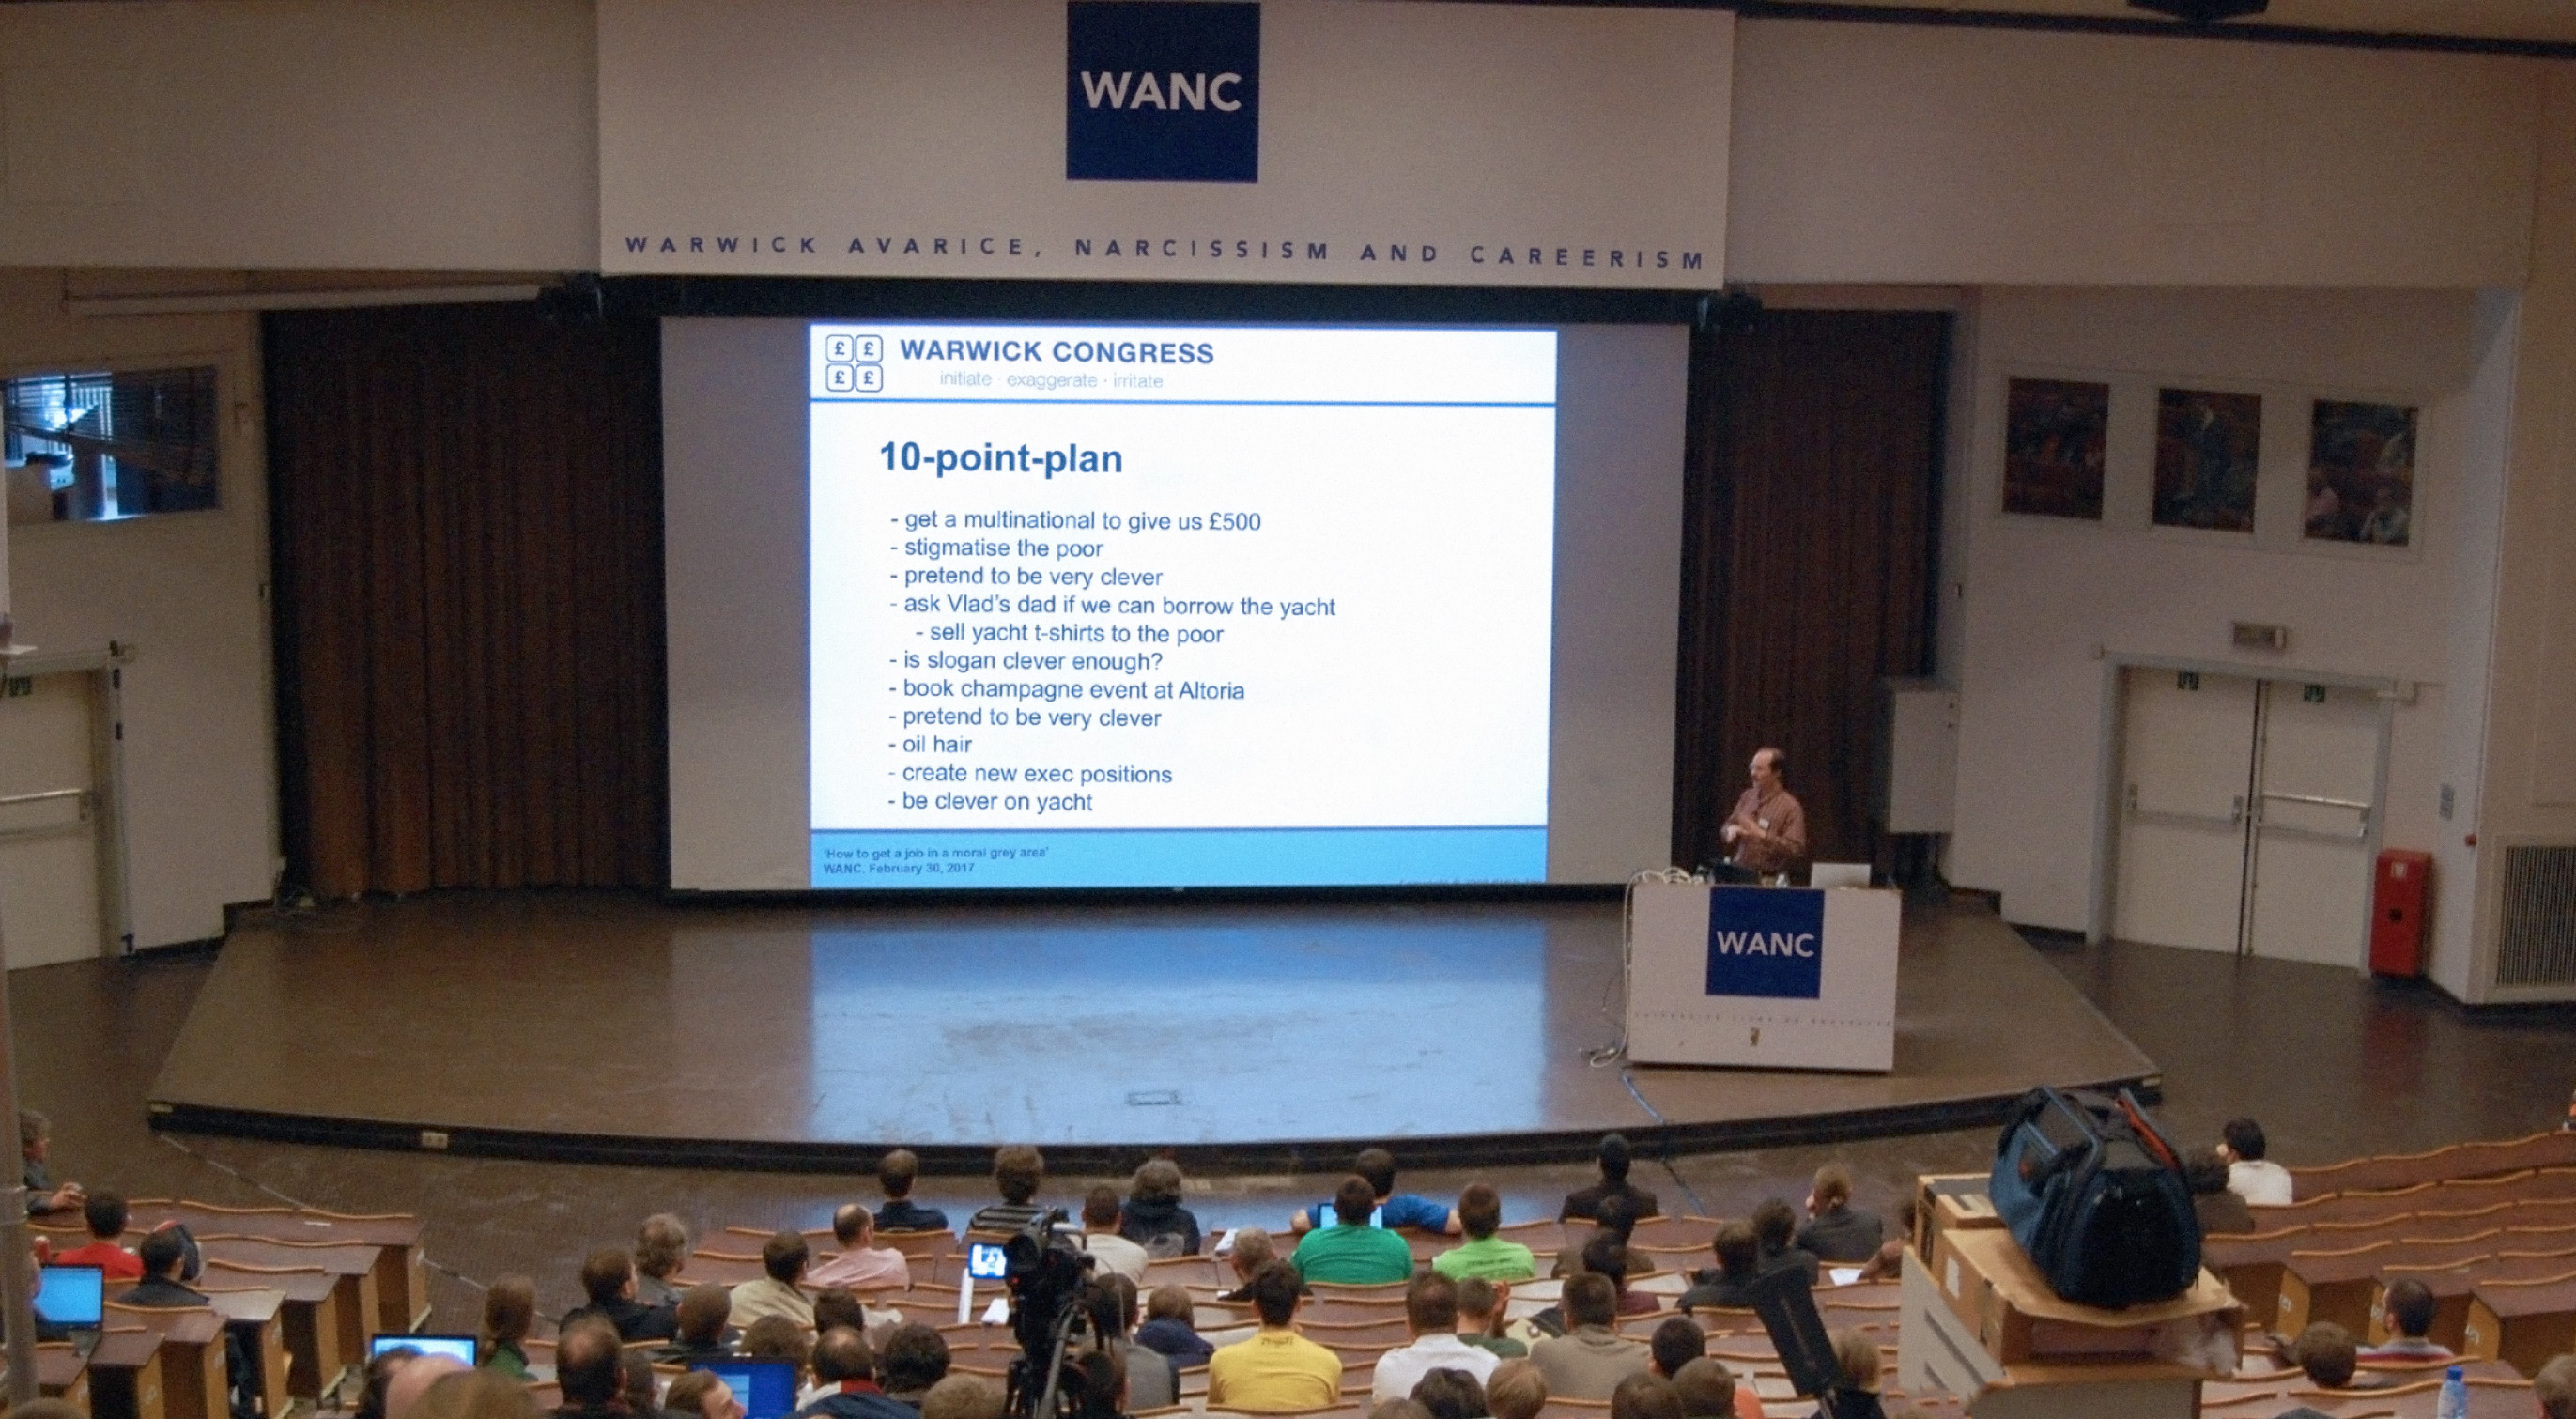 WANC
WARWICK AVARICE, NARCISSISM AND CAREERISM
£ £
£ £
WARWICK CONGRESS
initiate · exaggerate · irritate
10-point-plan
- get a multinational to give us £500
- stigmatise the poor
- pretend to be very clever
- ask Vlad's dad if we can borrow the yacht
- sell yacht t-shirts to the poor
- is slogan clever enough?
- book champagne event at Altoria
- pretend to be very clever
- oil hair
- create new exec positions
- be clever on yacht
'How to get a job in a moral grey area'
WANC. February 30, 2017
WANC